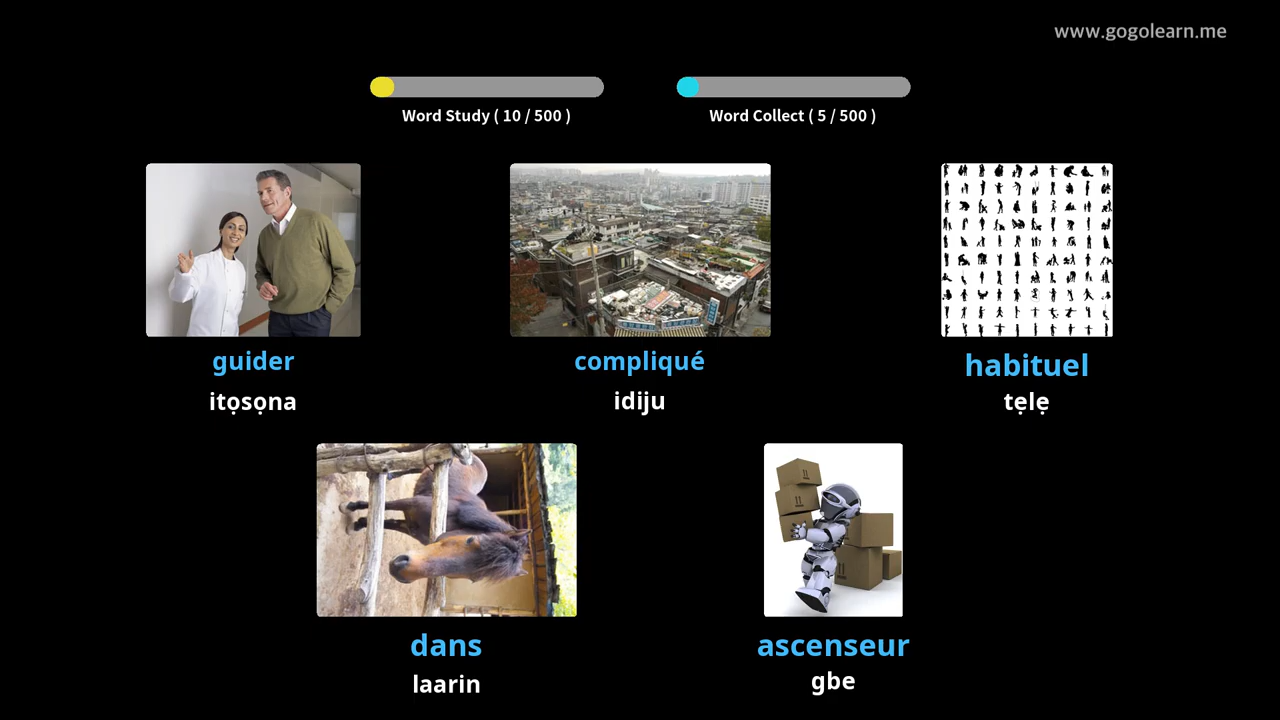 www.gogolearn.me
Word Study ( 10 / 500 )
Word Collect ( 5 / 500 )
guider
itọsọna
compliqué
idiju
habituel
tẹlẹ
dans
laarin
ascenseur
gbe